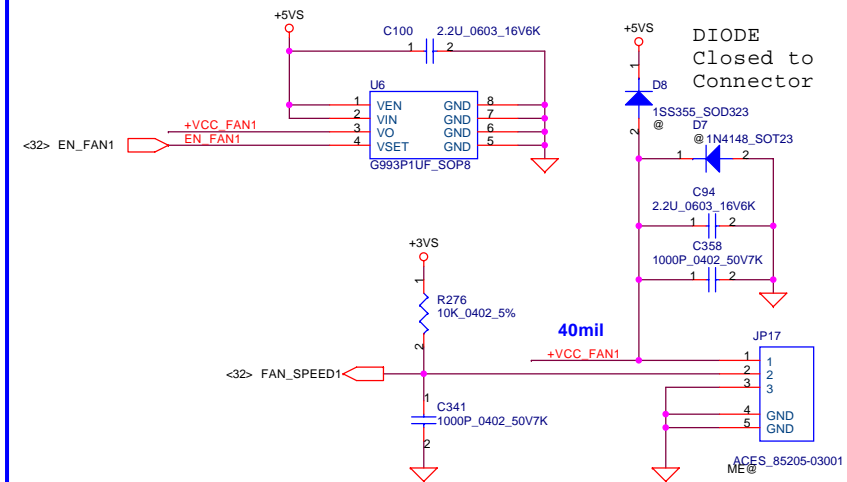 +5VS
C100 2.2U_0603_16V6K
1 2
U6
1 VEN GND 8
2 VIN GND 7
3 VO GND 6
4 VSET GND 5
+VCC_FAN1
EN_FAN1
<32> EN_FAN1
G993P1UF_SOP8
+5VS
DIODE
Closed to
Connector
1
D8
1SS355_SOD323
@
2
D7
@1N4148_SOT23
1 2
C94
2.2U_0603_16V6K
1 2
C358
1000P_0402_50V7K
1 2
+3VS
1
R276
10K_0402_5%
2
40mil
+VCC_FAN1
<32> FAN_SPEED1
1
C341
1000P_0402_50V7K
2
JP17
1 1
2 2
3 3
4 GND
5 GND
ACES_85205-03001
ME@